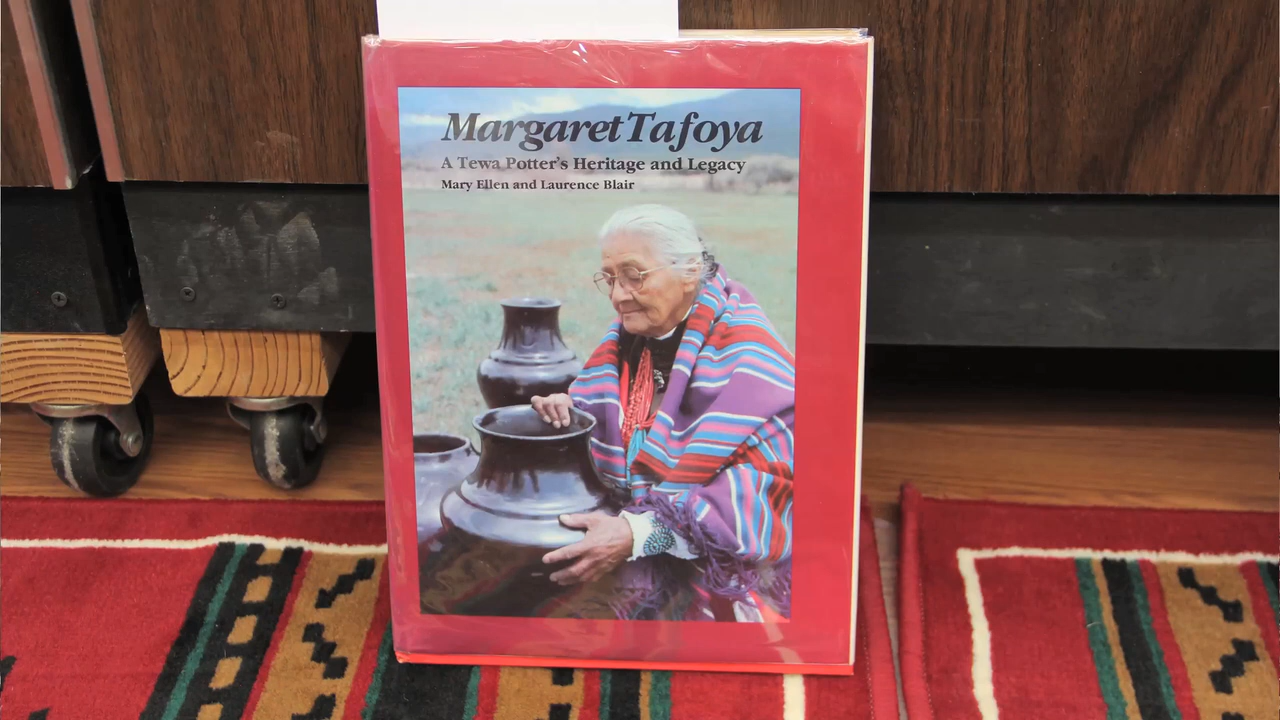 Margaret Tafoya
A Tewa Potter's Heritage and Legacy
Mary Ellen and Laurence Blair